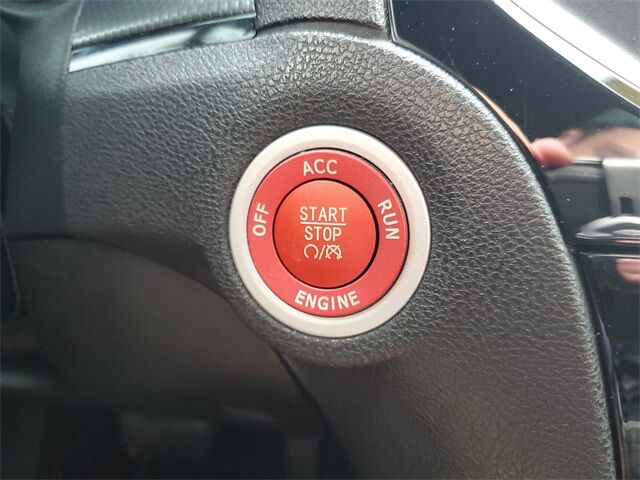 ACC
OFF
RUN
START
STOP
ENGINE